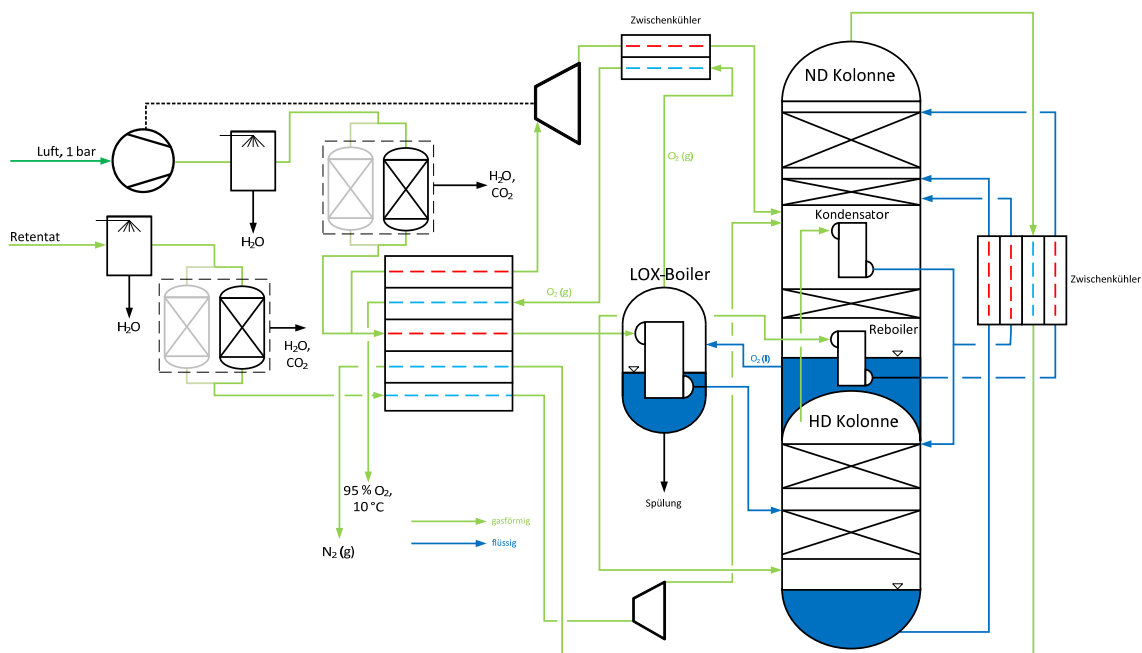 Zwischenkühler
ND Kolonne
Luft, 1 bar
O₂ (g)
H₂O,
CO₂
H₂O
Retentat
Kondensator
LOX-Boiler
Zwischenkühler
O₂ (g)
H₂O
Reboiler
H₂O,
CO₂
O₂ (l)
HD Kolonne
95 % O₂,
10 °C
Spülung
gasförmig
flüssig
N₂ (g)